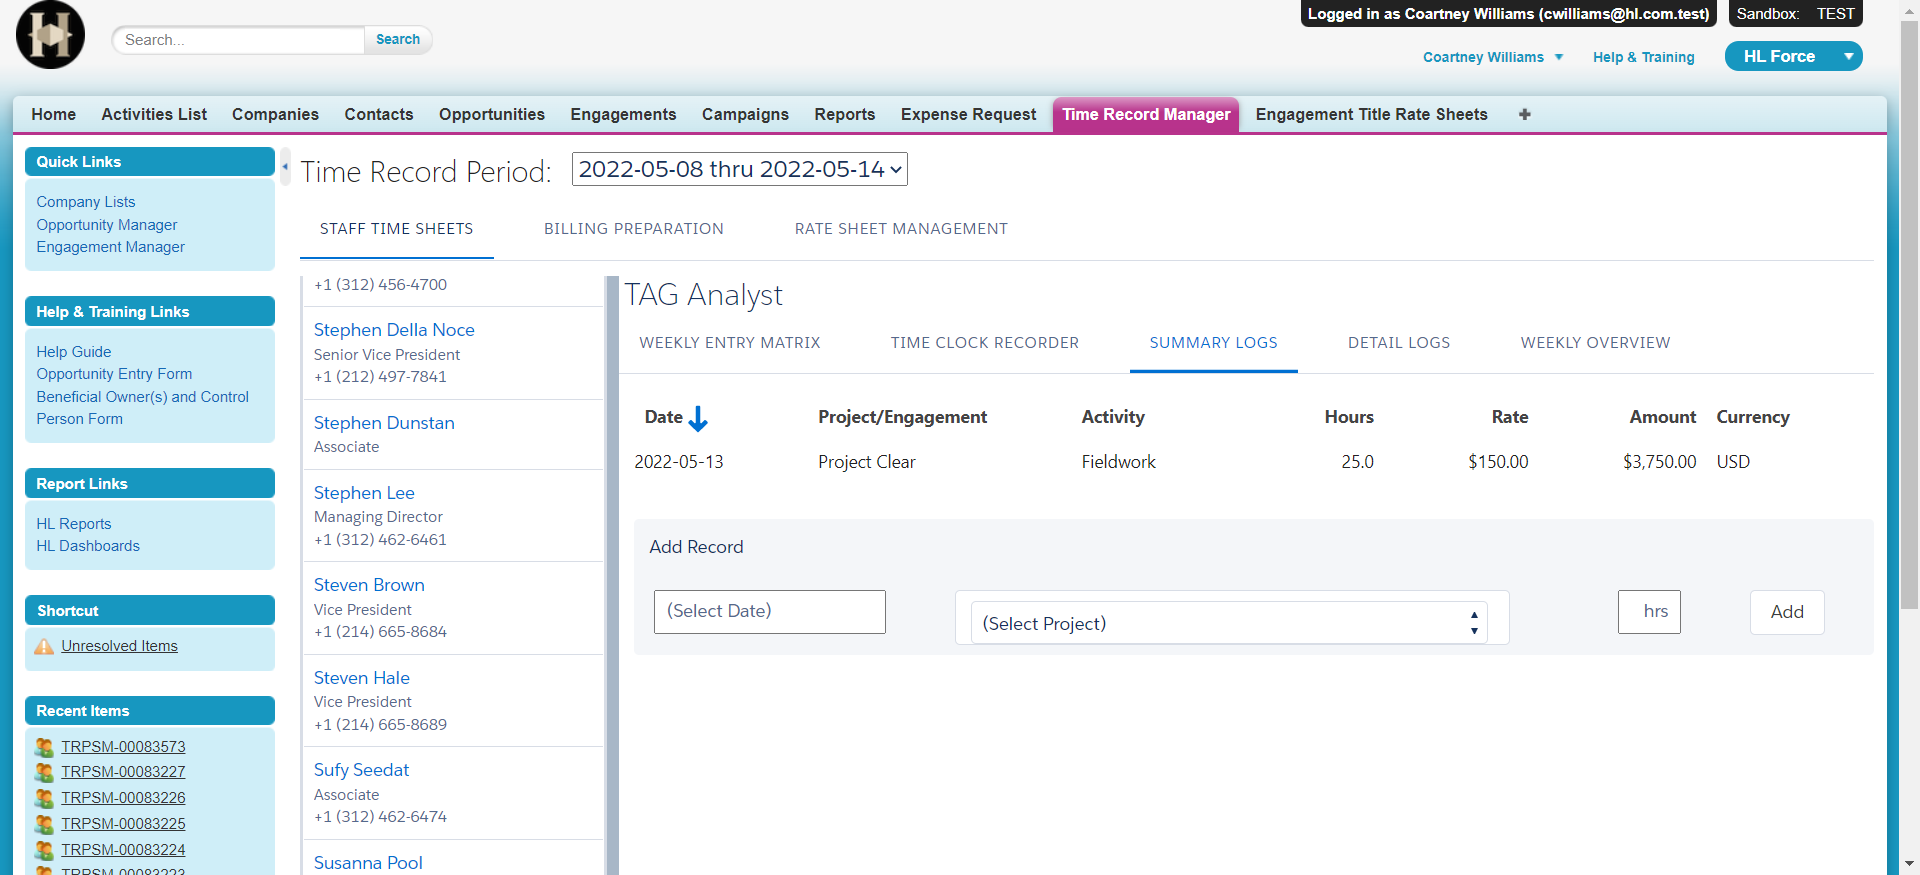 Logged in as Coartney Williams (cwilliams@hl.com.test)
Sandbox: TEST
H
Search...
Search
Coartney Williams
Help & Training
HL Force
Home
Activities List
Companies
Contacts
Opportunities
Engagements
Campaigns
Reports
Expense Request
Time Record Manager
Engagement Title Rate Sheets
+
Quick Links
Company Lists
Opportunity Manager
Engagement Manager
Help & Training Links
Help Guide
Opportunity Entry Form
Beneficial Owner(s) and Control
Person Form
Report Links
HL Reports
HL Dashboards
Shortcut
Unresolved Items
Recent Items
TRPSM-00083573
TRPSM-00083227
TRPSM-00083226
TRPSM-00083225
TRPSM-00083224
TRPSM-00083223
Time Record Period:
2022-05-08 thru 2022-05-14
STAFF TIME SHEETS
BILLING PREPARATION
RATE SHEET MANAGEMENT
+1 (312) 456-4700
Stephen Della Noce
Senior Vice President
+1 (212) 497-7841
Stephen Dunstan
Associate
Stephen Lee
Managing Director
+1 (312) 462-6461
Steven Brown
Vice President
+1 (214) 665-8684
Steven Hale
Vice President
+1 (214) 665-8689
Sufy Seedat
Associate
+1 (312) 462-6474
Susanna Pool
TAG Analyst
WEEKLY ENTRY MATRIX
TIME CLOCK RECORDER
SUMMARY LOGS
DETAIL LOGS
WEEKLY OVERVIEW
Date Project/Engagement Activity Hours Rate Amount Currency
2022-05-13 Project Clear Fieldwork 25.0 $150.00 $3,750.00 USD
Add Record
(Select Date)
(Select Project)
hrs
Add